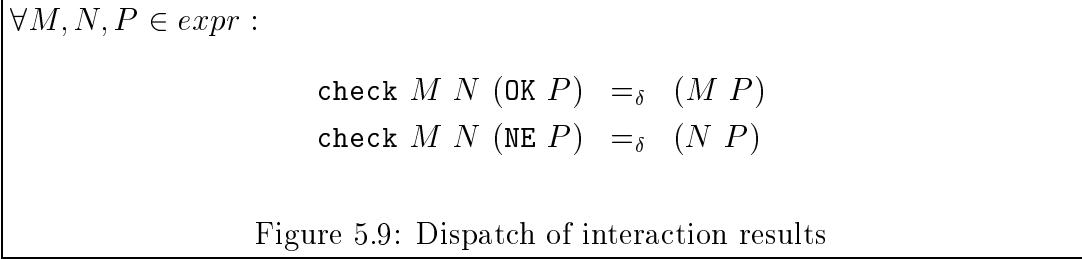 ∀M, N, P ∈ expr :
check M N (OK P) =δ (M P)
check M N (NE P) =δ (N P)
Figure 5.9: Dispatch of interaction results